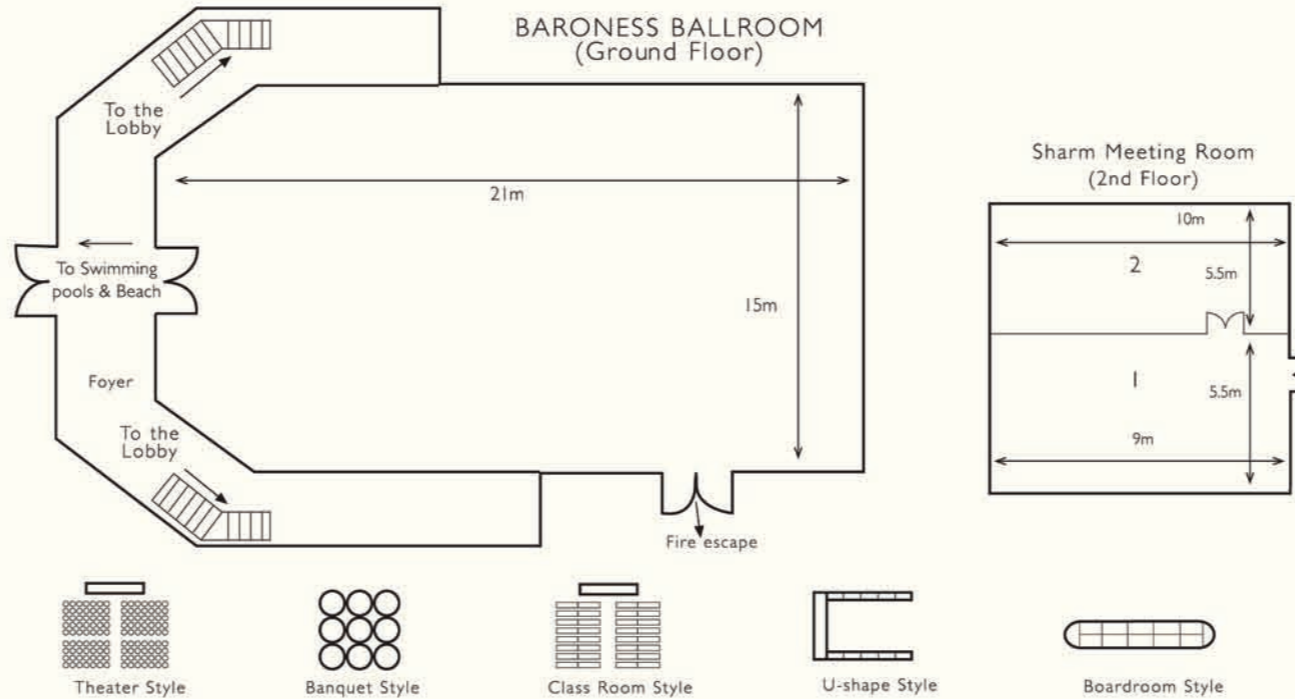 BARONESS BALLROOM
(Ground Floor)
To the
Lobby
21m
To Swimming
pools & Beach
15m
Foyer
To the
Lobby
Fire escape
Sharm Meeting Room
(2nd Floor)
10m
2
5.5m
1
5.5m
9m
Theater Style
Banquet Style
Class Room Style
U-shape Style
Boardroom Style